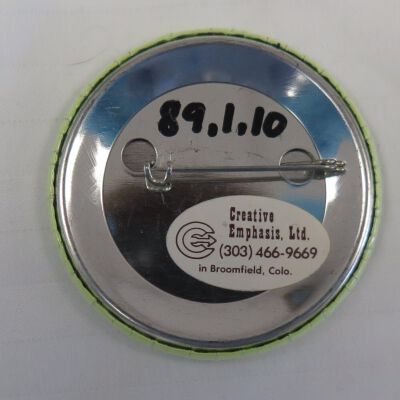 89.1.10
Creative
Emphasis, Ltd.
(303) 466-9669
in Broomfield, Colo.